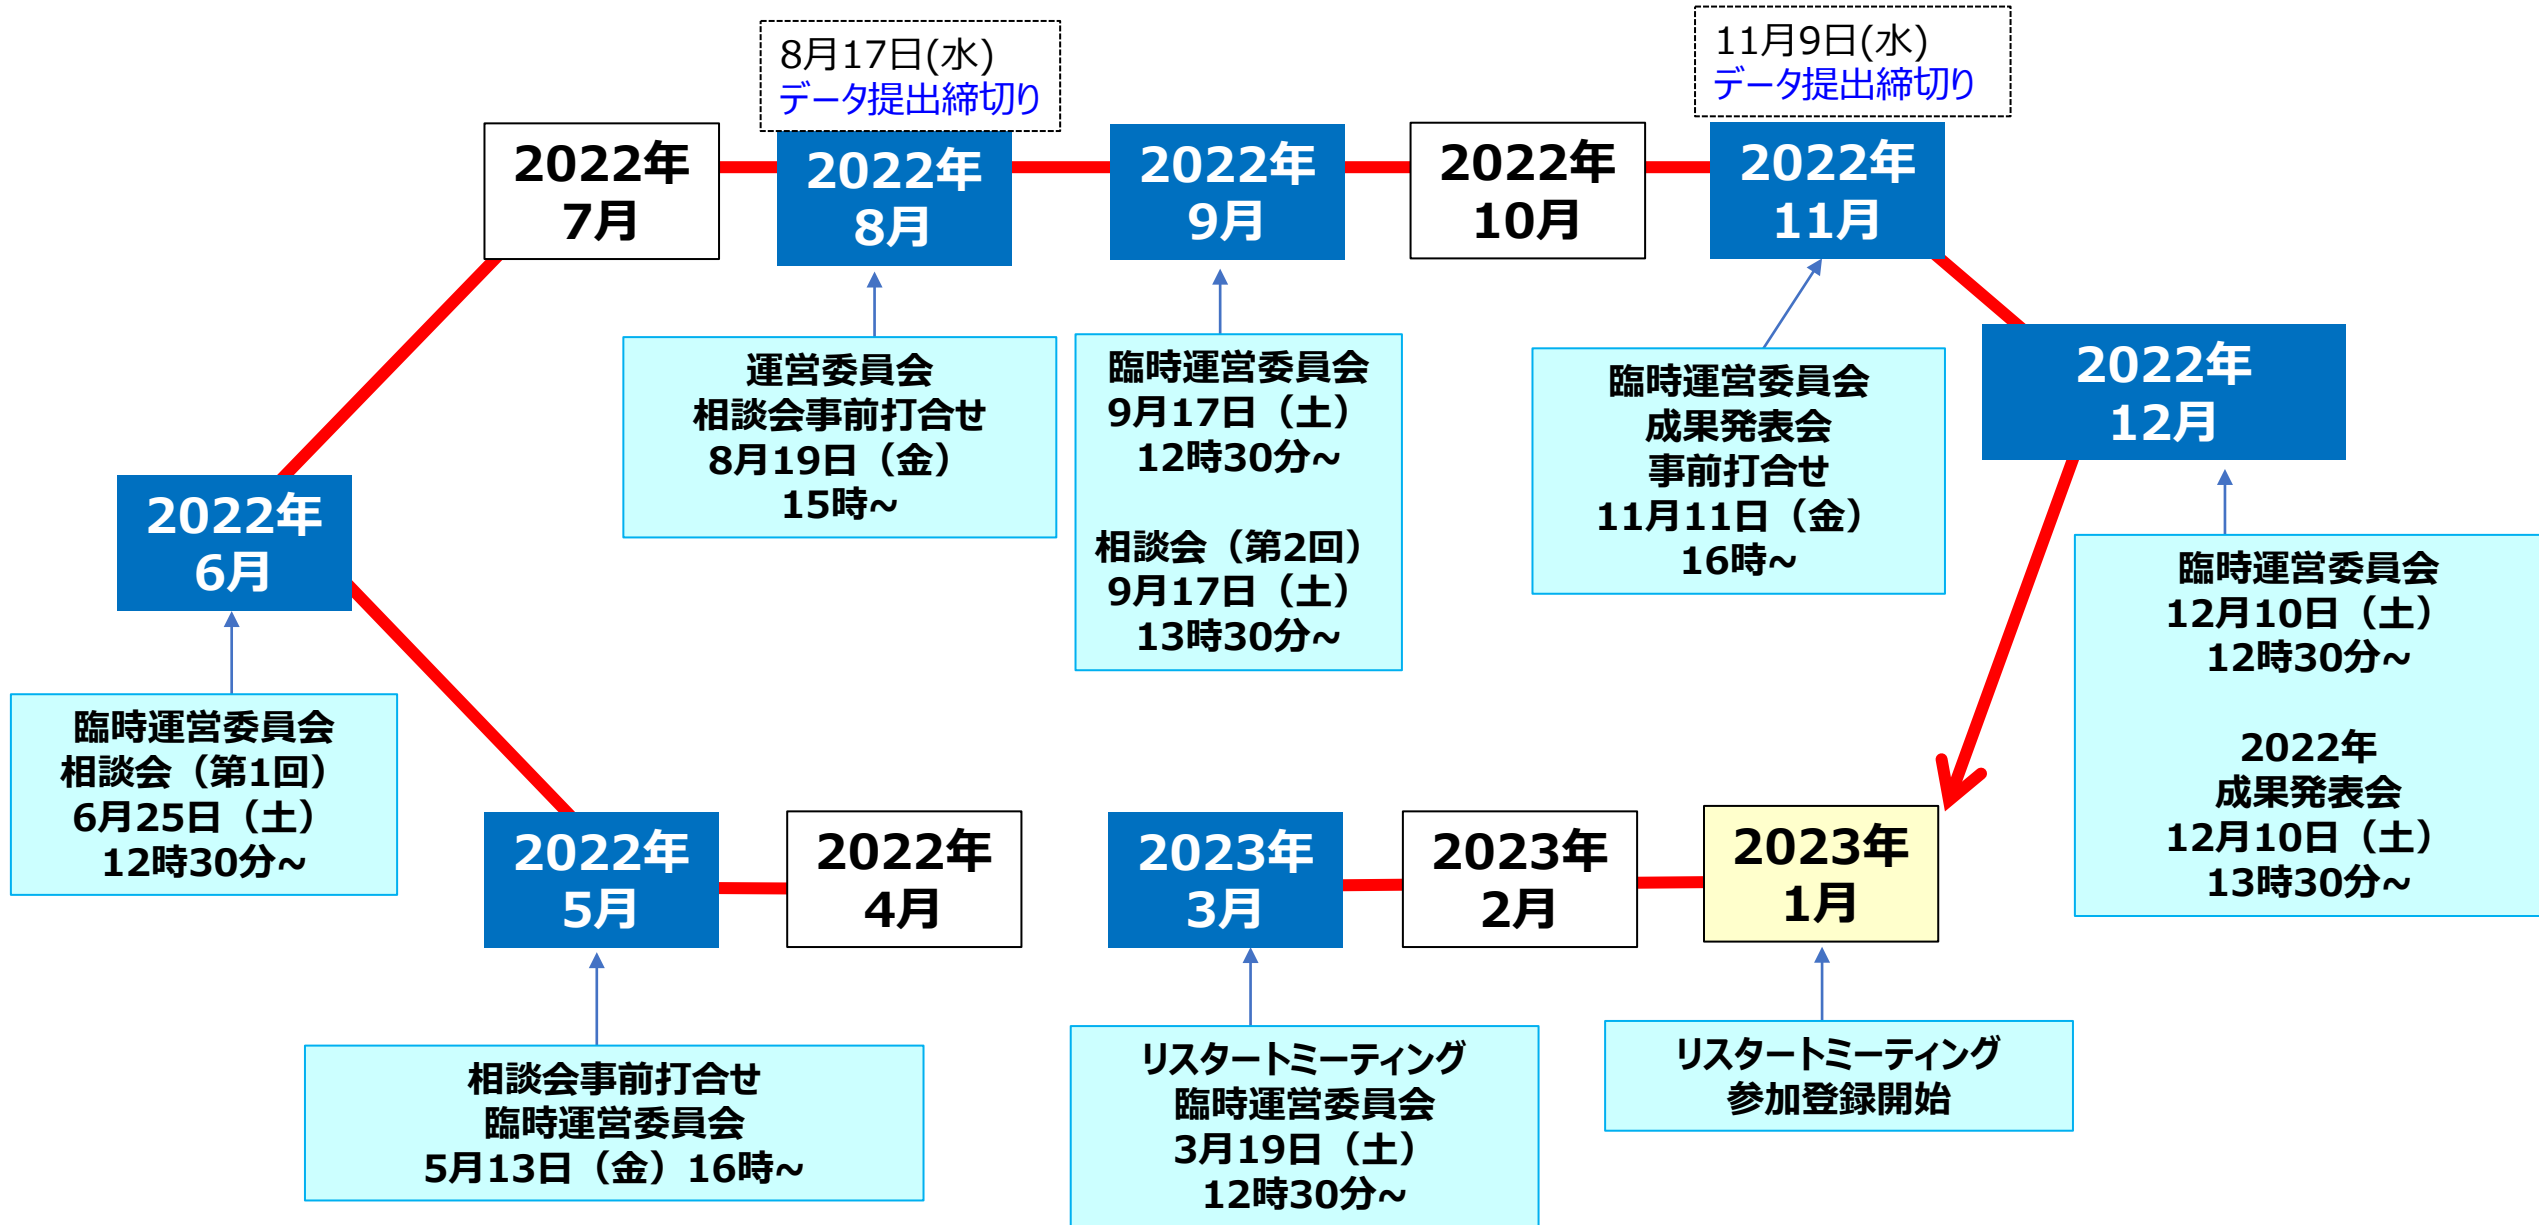 8月17日(水)
データ提出締切り
11月9日(水)
データ提出締切り
2022年
7月
2022年
8月
2022年
9月
2022年
10月
2022年
11月
2022年
12月
運営委員会
相談会事前打合せ
8月19日（金）
15時~
臨時運営委員会
9月17日（土）
12時30分~
相談会（第2回）
9月17日（土）
13時30分~
臨時運営委員会
成果発表会
事前打合せ
11月11日（金）
16時~
臨時運営委員会
12月10日（土）
12時30分~
2022年
成果発表会
12月10日（土）
13時30分~
2022年
6月
臨時運営委員会
相談会（第1回）
6月25日（土）
12時30分~
2022年
5月
2022年
4月
2023年
3月
2023年
2月
2023年
1月
相談会事前打合せ
臨時運営委員会
5月13日（金）16時~
リスタートミーティング
臨時運営委員会
3月19日（土）
12時30分~
リスタートミーティング
参加登録開始